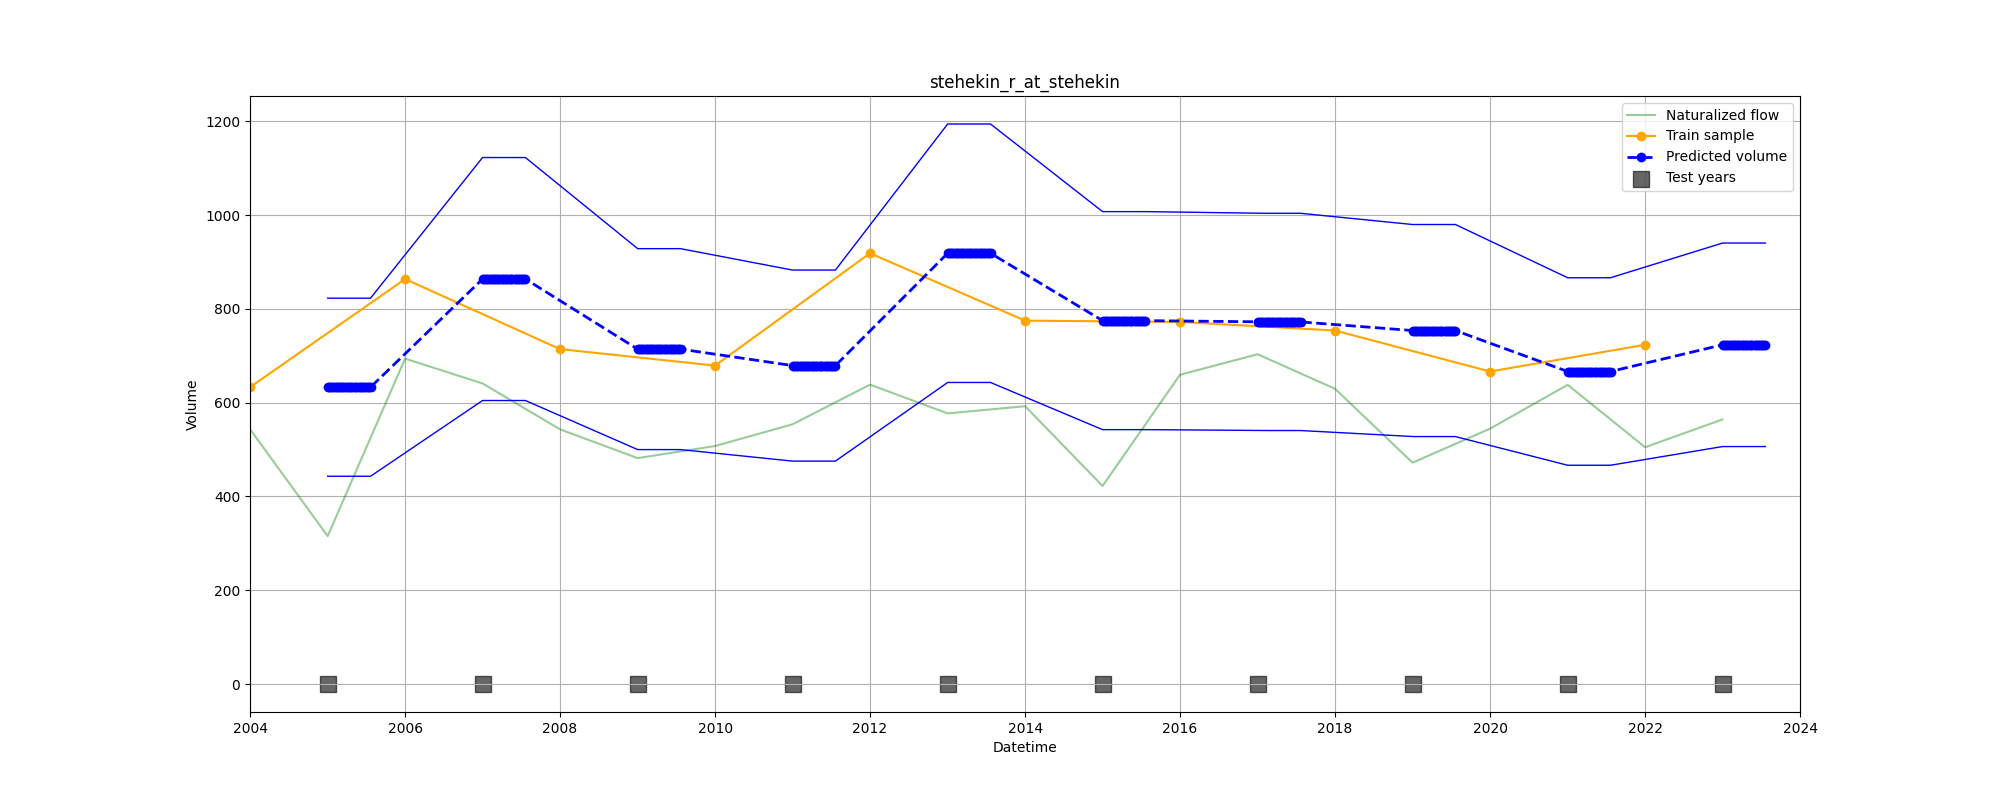 stehekin_r_at_stehekin
Naturalized flow
Train sample
Predicted volume
Test years
Volume
1200
1000
800
600
400
200
0
2004 2006 2008 2010 2012 2014 2016 2018 2020 2022 2024
Datetime